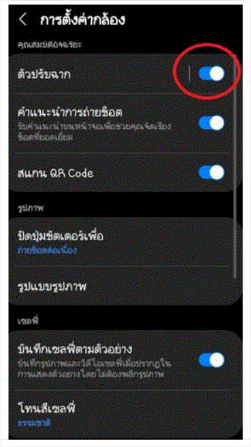 การตั้งค่ากล้อง
คุณสมบัติอัจฉริยะ
ตัวปรับฉาก
คำแนะนำการถ่ายช็อต
รับคำแนะนำบนหน้าจอเพื่อช่วยคุณจัดเรียง
ช็อตที่ยอดเยี่ยม
สแกน QR Code
รูปภาพ
ปัดปุ่มชัตเตอร์เพื่อ
ถ่ายช็อตต่อเนื่อง
รูปแบบรูปภาพ
เซลฟี่
บันทึกเซลฟี่ตามตัวอย่าง
บันทึกรูปภาพและวิดีโอเซลฟี่เมื่อปรากฏใน
การแสดงตัวอย่างโดยไม่ต้องพลิกรูปภาพ
โทนสีเซลฟี่
ธรรมชาติ